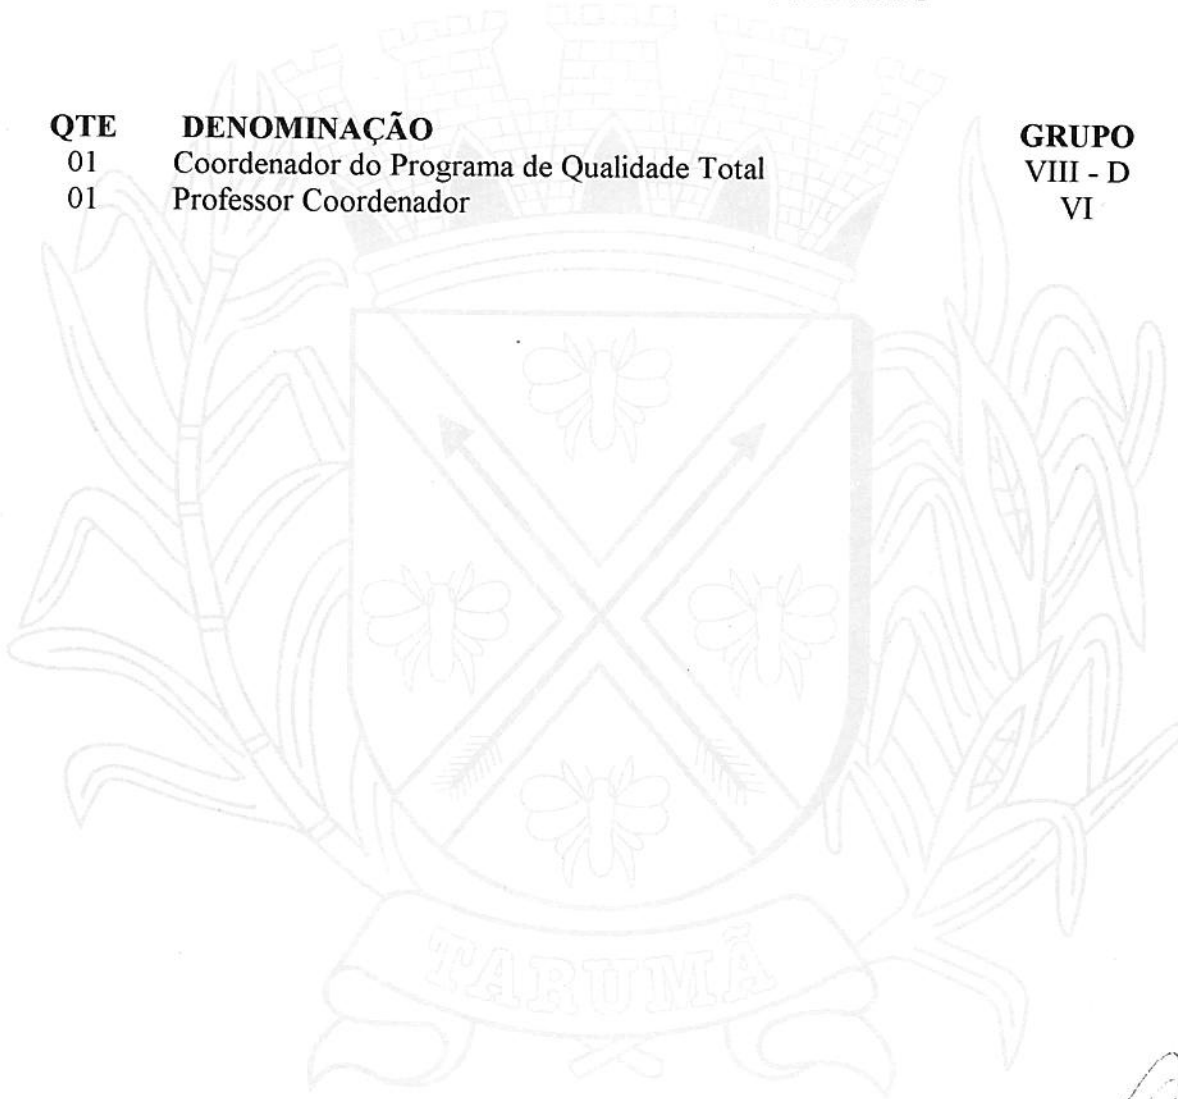 QTE DENOMINAÇÃO GRUPO
01 Coordenador do Programa de Qualidade Total VIII - D
01 Professor Coordenador VI
TARUMÃ